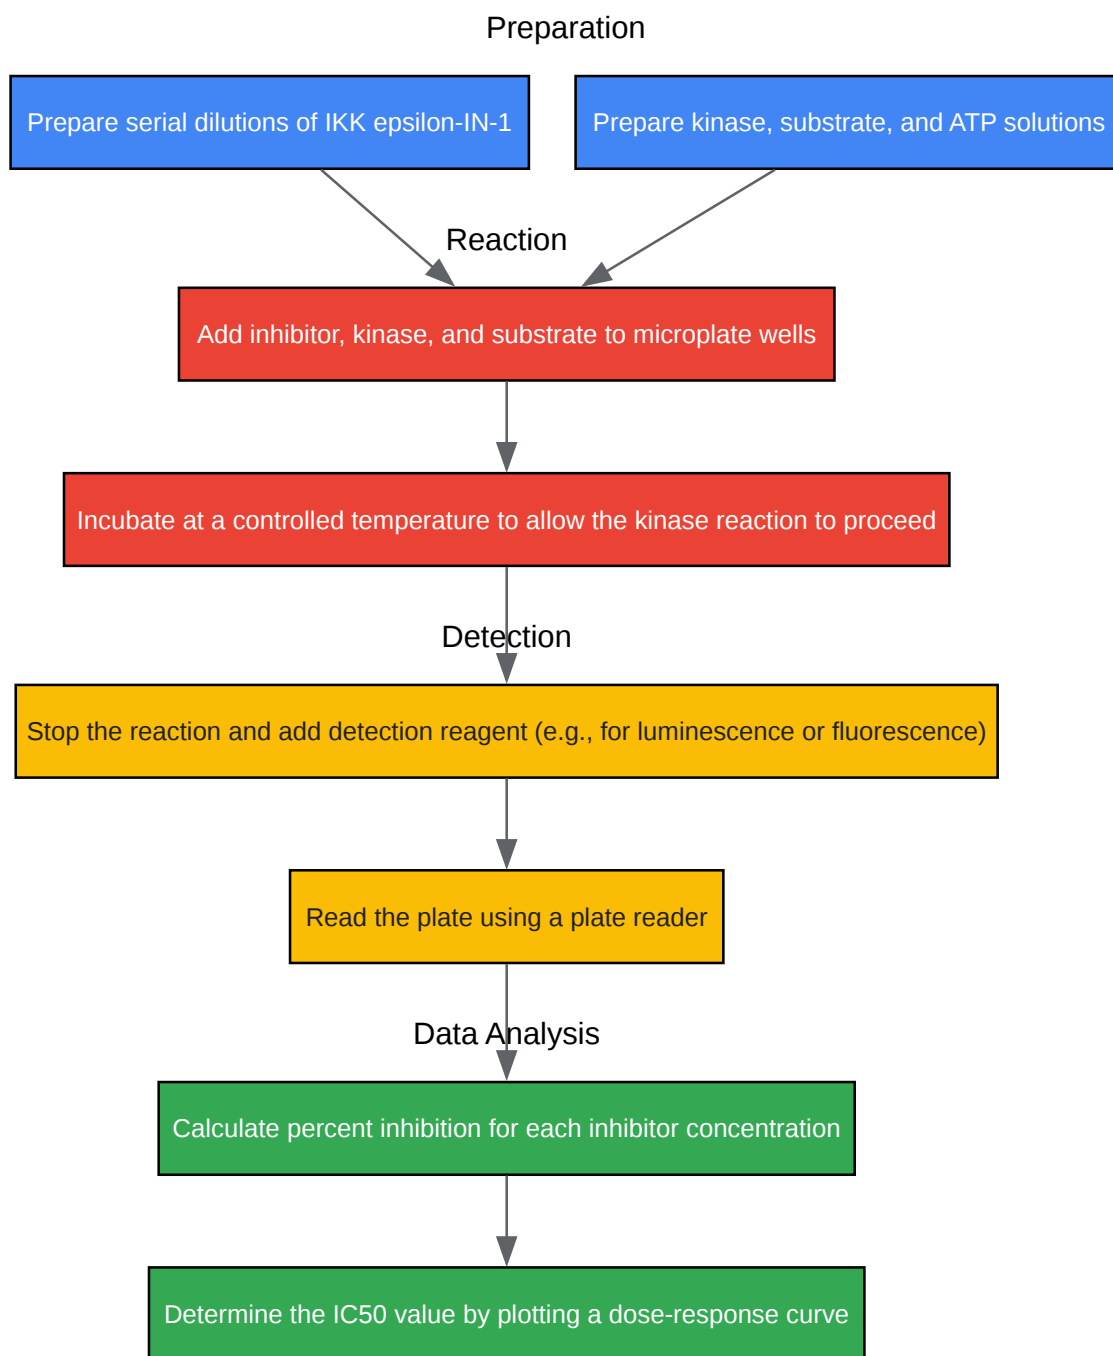 Preparation
Prepare serial dilutions of IKK epsilon-IN-1
Prepare kinase, substrate, and ATP solutions
Reaction
Add inhibitor, kinase, and substrate to microplate wells
Incubate at a controlled temperature to allow the kinase reaction to proceed
Detection
Stop the reaction and add detection reagent (e.g., for luminescence or fluorescence)
Read the plate using a plate reader
Data Analysis
Calculate percent inhibition for each inhibitor concentration
Determine the IC50 value by plotting a dose-response curve